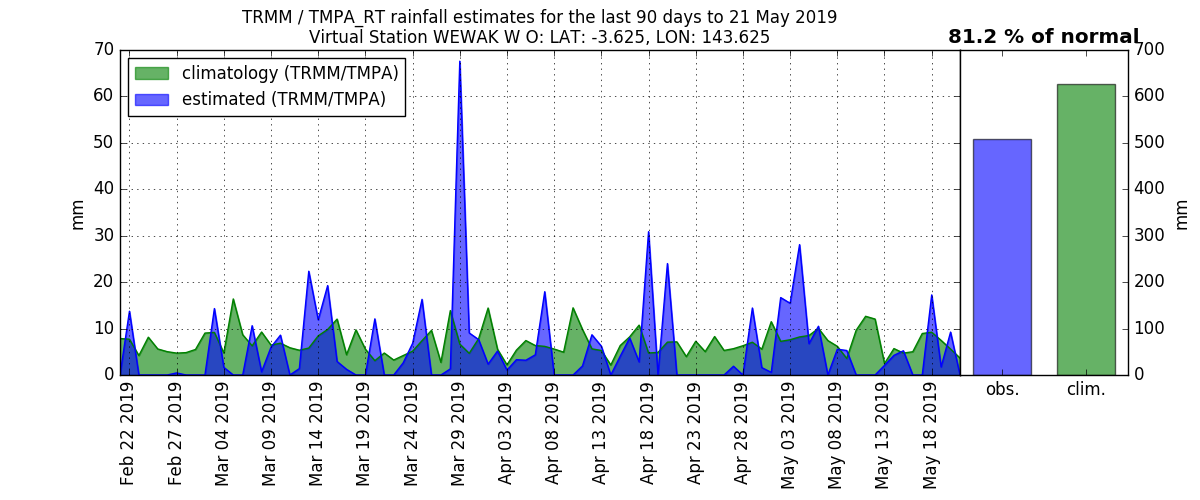 TRMM / TMPA_RT rainfall estimates for the last 90 days to 21 May 2019
Virtual Station WEWAK W O: LAT: -3.625, LON: 143.625
81.2 % of normal
climatology (TRMM/TMPA)
estimated (TRMM/TMPA)
70
60
50
40
30
20
10
0
mm
Feb 22 2019
Feb 27 2019
Mar 04 2019
Mar 09 2019
Mar 14 2019
Mar 19 2019
Mar 24 2019
Mar 29 2019
Apr 03 2019
Apr 08 2019
Apr 13 2019
Apr 18 2019
Apr 23 2019
Apr 28 2019
May 03 2019
May 08 2019
May 13 2019
May 18 2019
700
600
500
400
300
200
100
0
mm
obs.
clim.